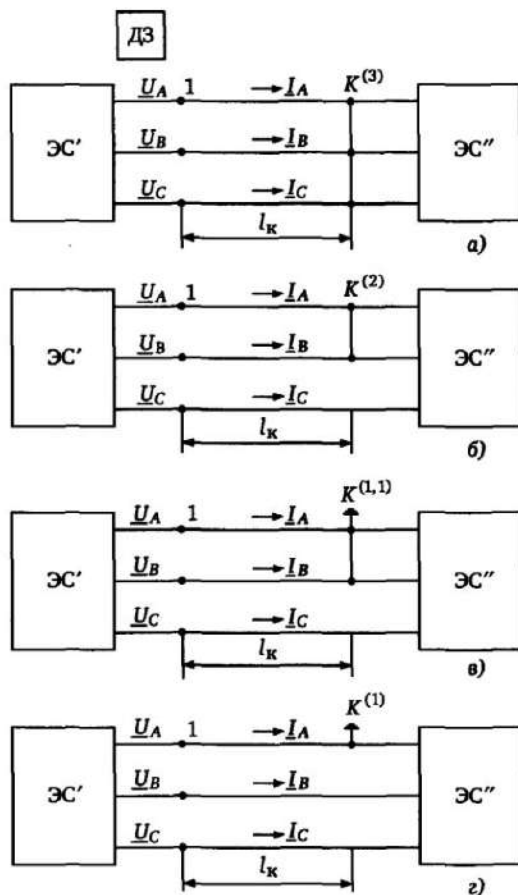 ДЗ
U_A 1 → I_A K^(3)
ЭС′ U_B → I_B ЭС″
U_C → I_C
l_к
а)
U_A 1 → I_A K^(2)
ЭС′ U_B → I_B ЭС″
U_C → I_C
l_к
б)
K^(1,1)
U_A 1 → I_A
ЭС′ U_B → I_B ЭС″
U_C → I_C
l_к
в)
K^(1)
U_A 1 → I_A
ЭС′ U_B → I_B ЭС″
U_C → I_C
l_к
г)